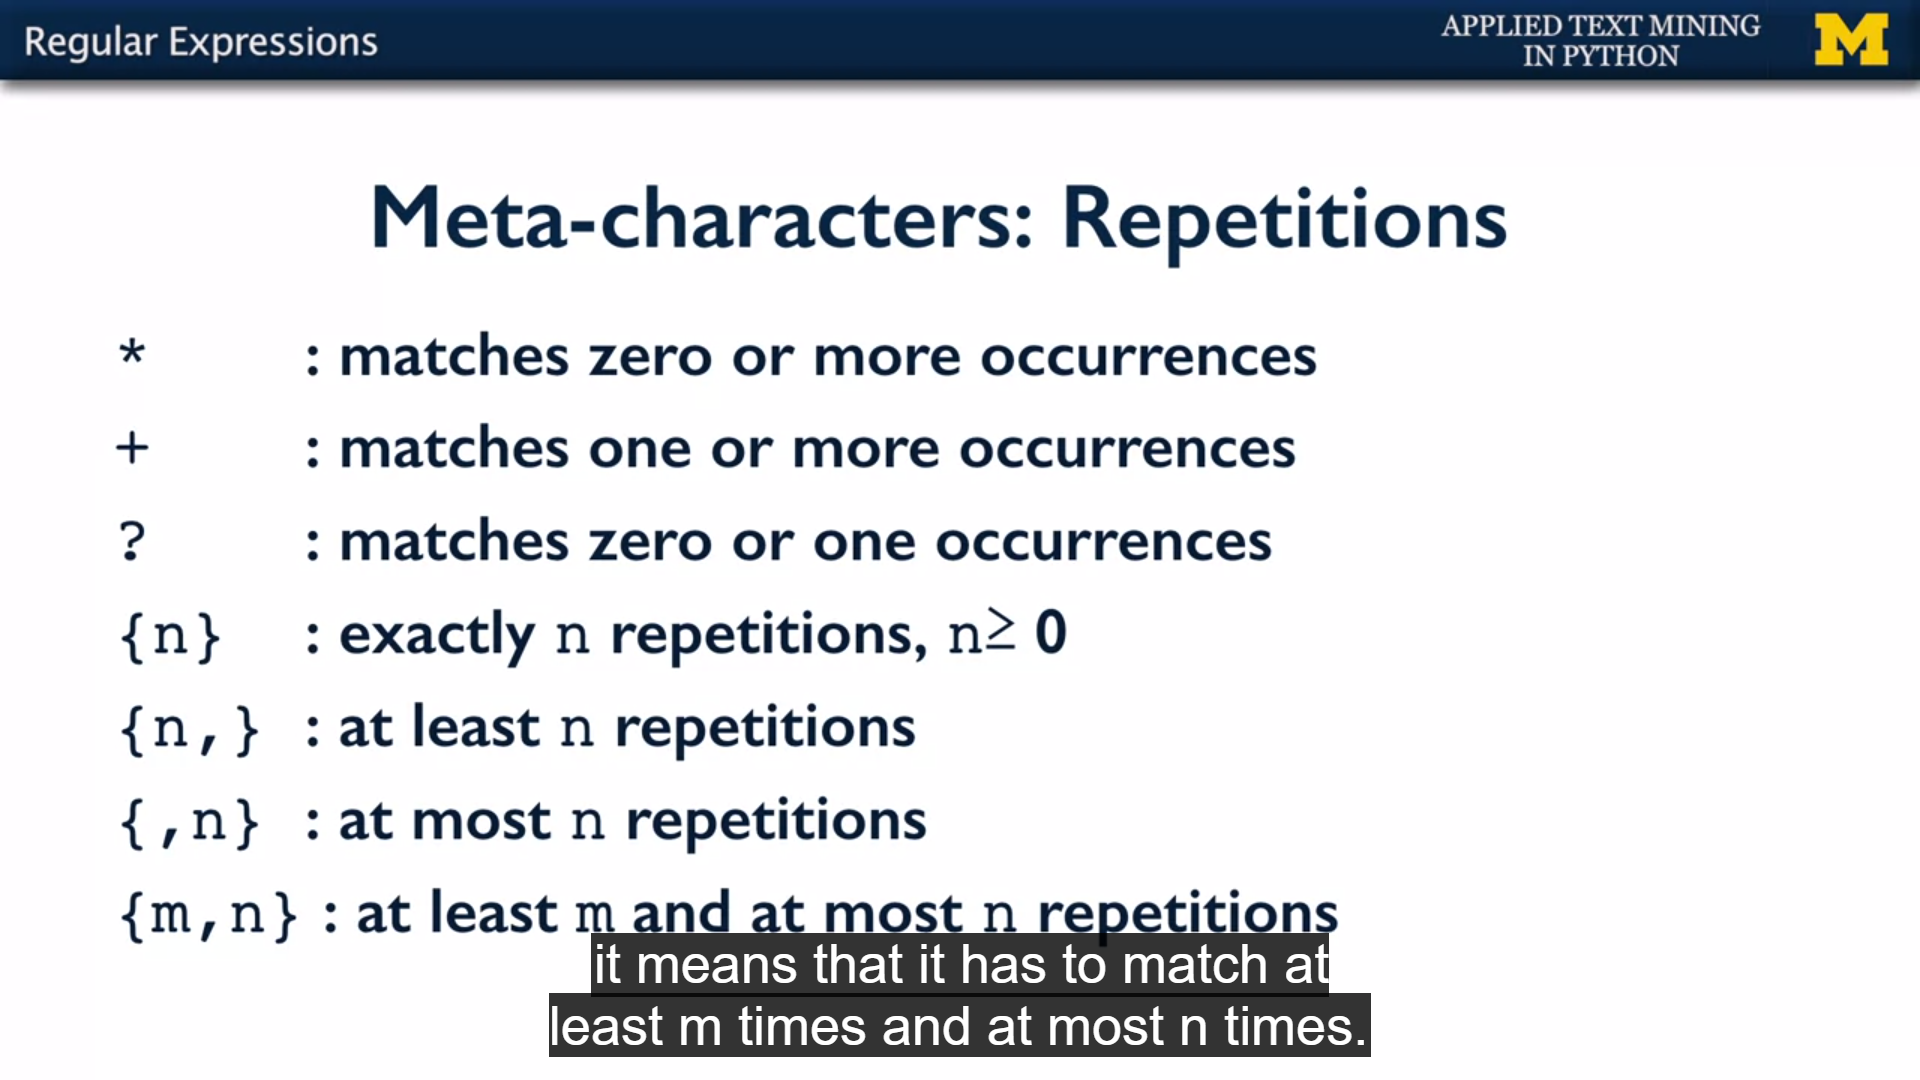 Regular Expressions
APPLIED TEXT MINING
IN PYTHON
M
Meta-characters: Repetitions
* : matches zero or more occurrences
+ : matches one or more occurrences
? : matches zero or one occurrences
{n} : exactly n repetitions, n≥ 0
{n,} : at least n repetitions
{,n} : at most n repetitions
{m,n} : at least m and at most n repetitions
it means that it has to match at
least m times and at most n times.